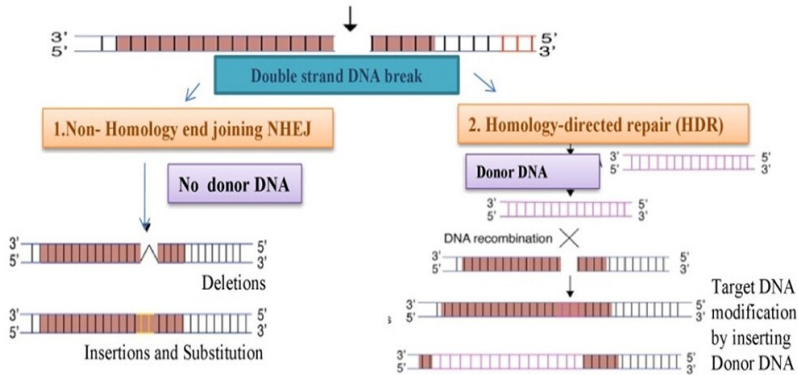 3' 5'
5' 3'
Double strand DNA break
1.Non- Homology end joining NHEJ
No donor DNA
3' 5'
5' 3'
Deletions
3' 5'
5' 3'
Insertions and Substitution
2. Homology-directed repair (HDR)
Donor DNA
3' 5'
5' 3'
3' 5'
5' 3'
DNA recombination
3' 5'
5' 3'
3' 5'
5' 3'
3' 5'
5' 3'
Target DNA
modification
by inserting
Donor DNA